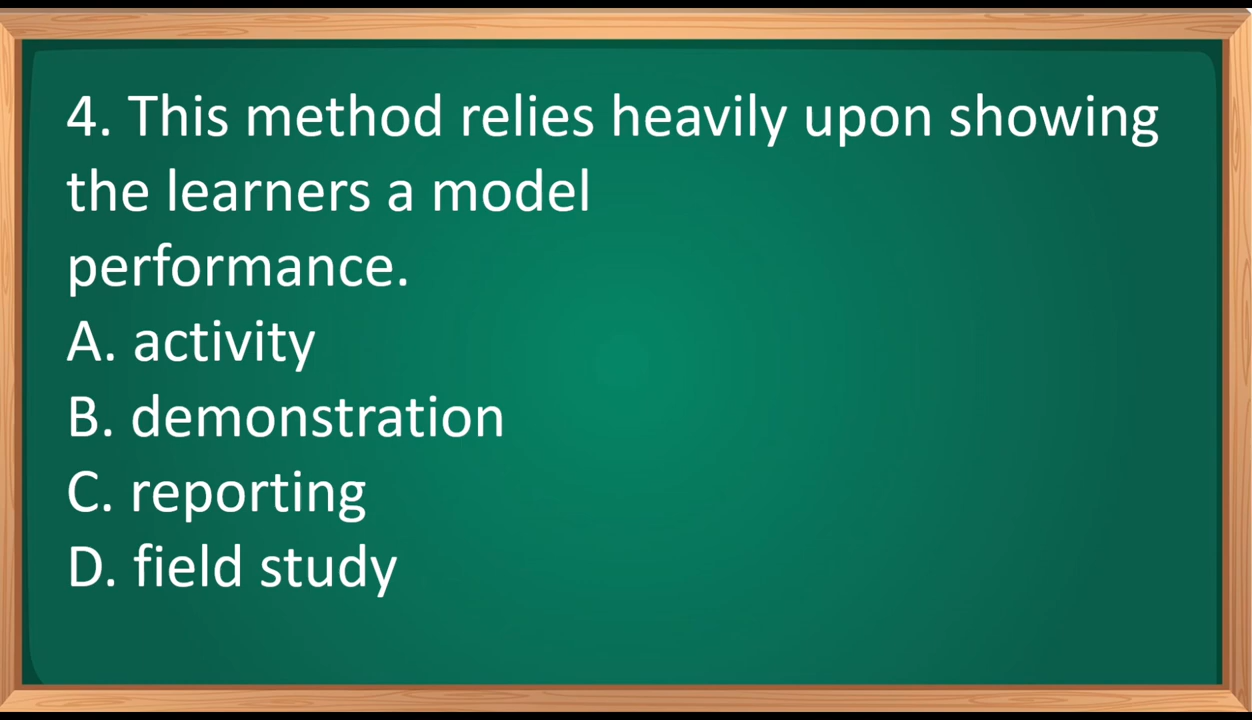 4. This method relies heavily upon showing
the learners a model
performance.
A. activity
B. demonstration
C. reporting
D. field study